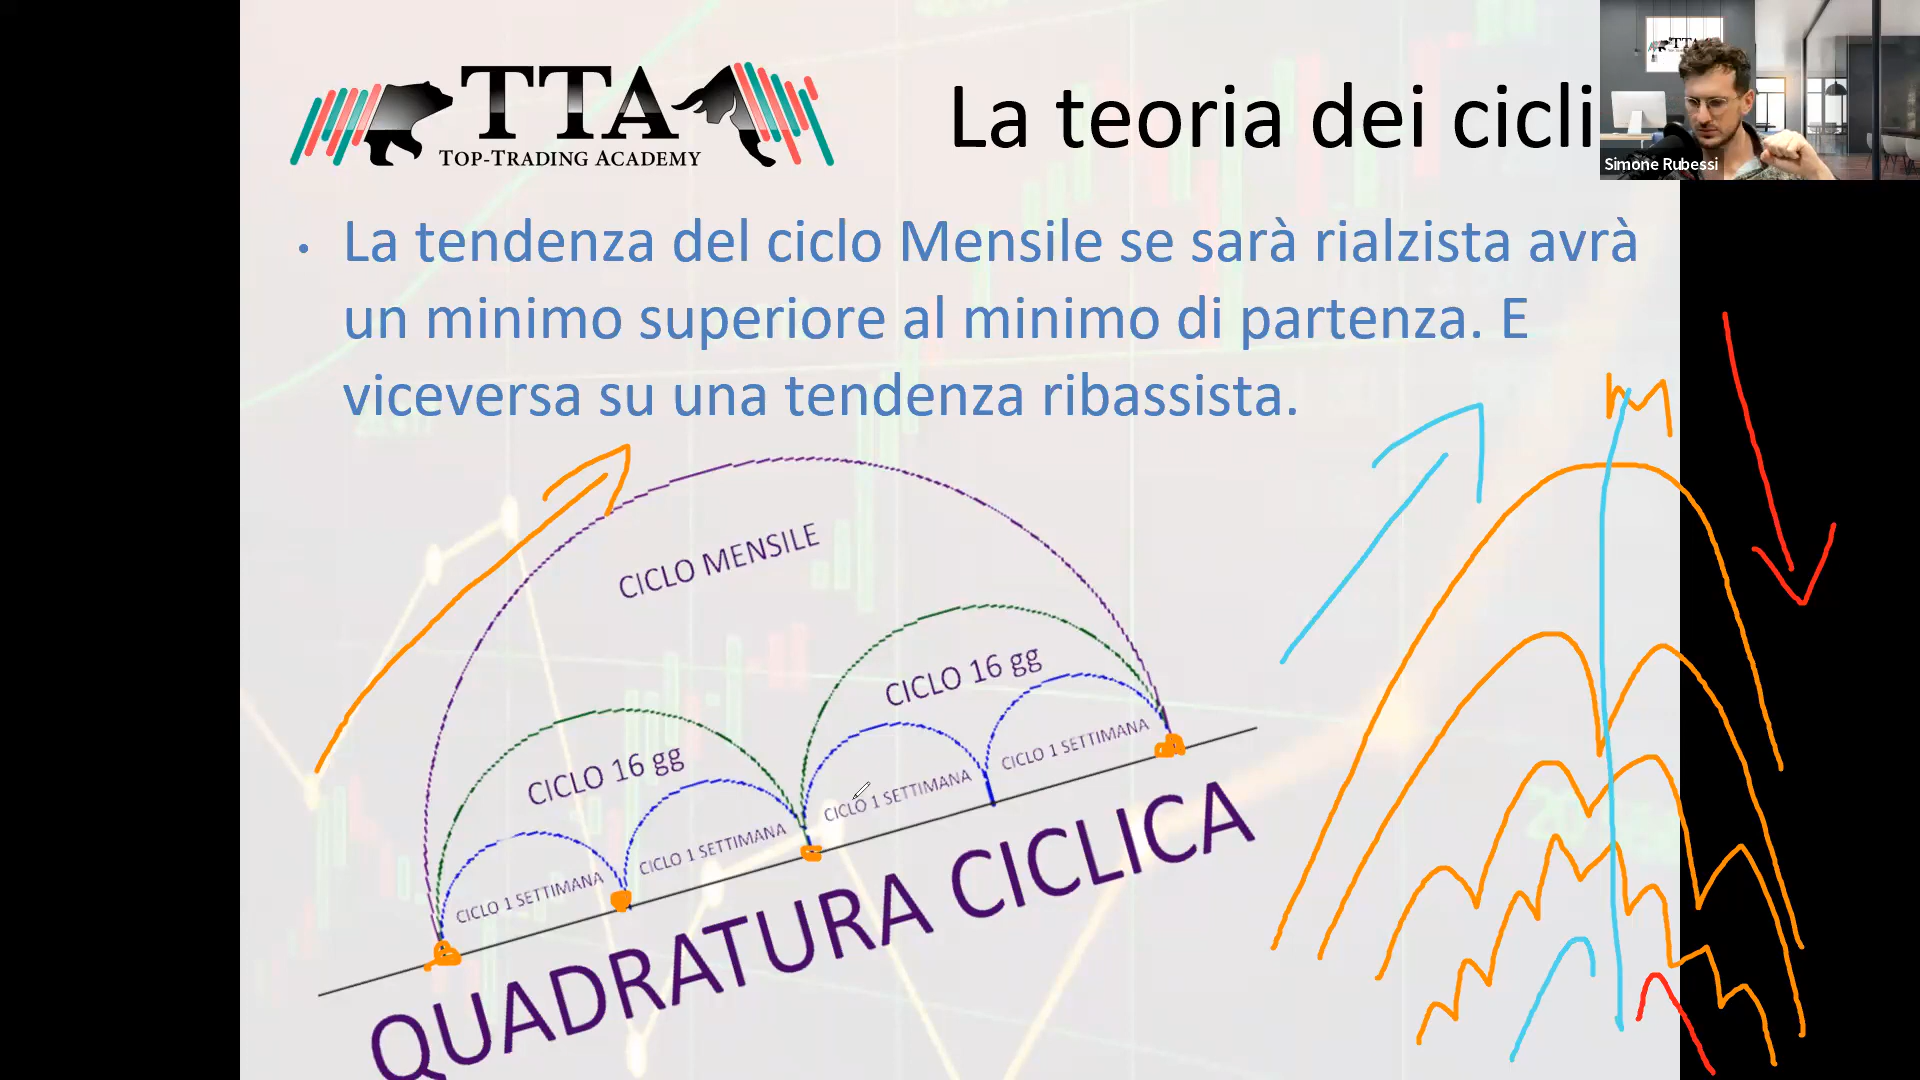 TTA
TOP-TRADING ACADEMY
La teoria dei cicli
TTA
Simone Rubessi
• La tendenza del ciclo Mensile se sarà rialzista avrà
un minimo superiore al minimo di partenza. E
viceversa su una tendenza ribassista.
M
CICLO MENSILE
CICLO 16 gg
CICLO 16 gg
CICLO 1 SETTIMANA
CICLO 1 SETTIMANA
CICLO 1 SETTIMANA
CICLO 1 SETTIMANA
QUADRATURA CICLICA